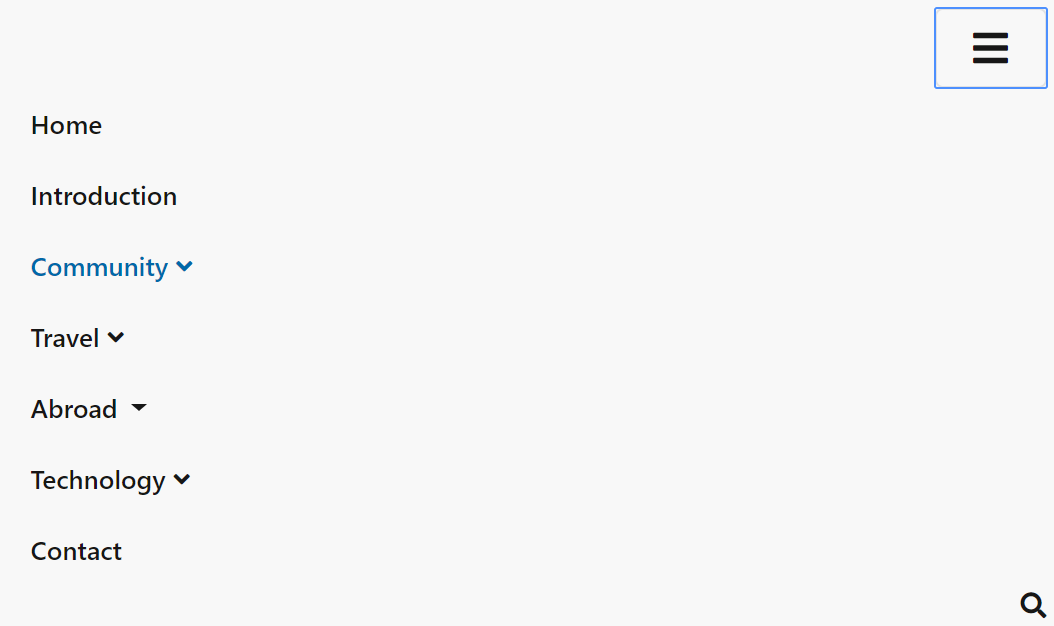 Home
Introduction
Community
Travel
Abroad
Technology
Contact